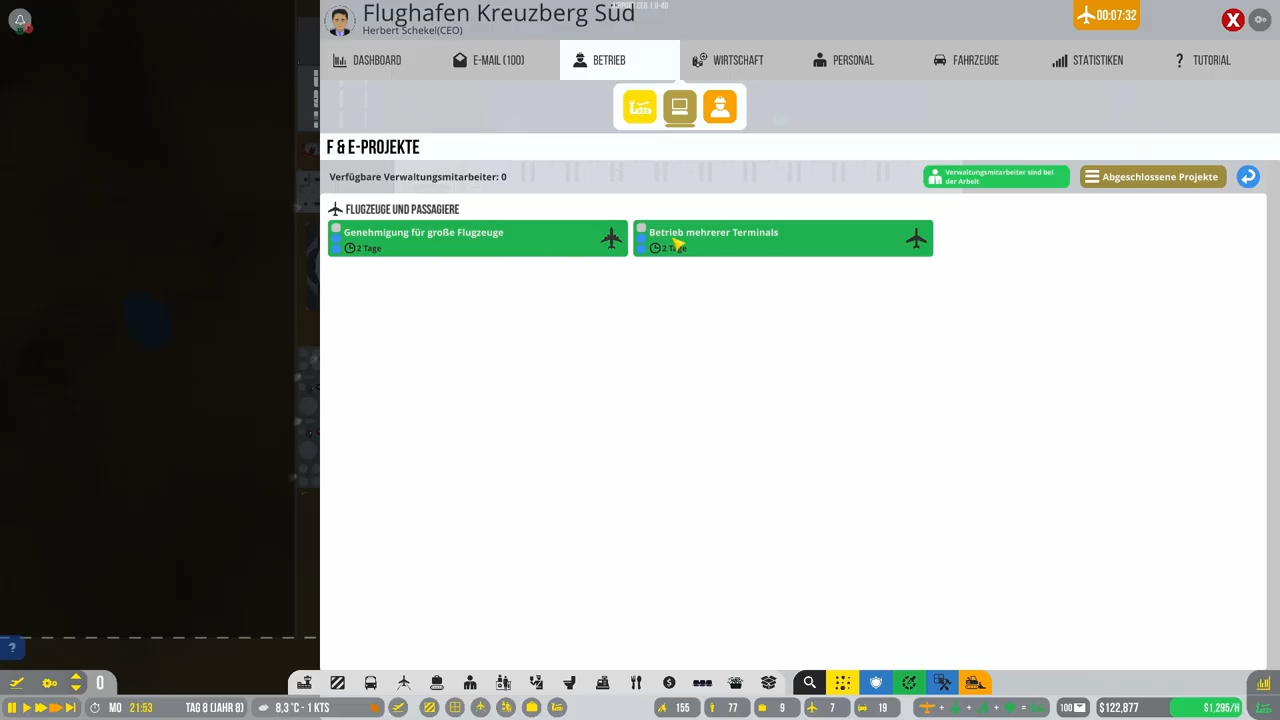 Flughafen Kreuzberg Süd
Herbert Schekel(CEO)
00:07:32
X
DASHBOARD
E-MAIL (100)
BETRIEB
WIRTSCHAFT
PERSONAL
FAHRZEUGE
STATISTIKEN
? TUTORIAL
F & E-PROJEKTE
Verfügbare Verwaltungsmitarbeiter: 0
Verwaltungsmitarbeiter sind bei
der Arbeit
Abgeschlossene Projekte
FLUGZEUGE UND PASSAGIERE
Genehmigung für große Flugzeuge
2 Tage
Betrieb mehrerer Terminals
2 Tage
?
0
MO 21:53
TAG 8 (JAHR 8)
8,3 °C - 1 KTS
155
77
9
7
19
100
$122,877
$1,295/H